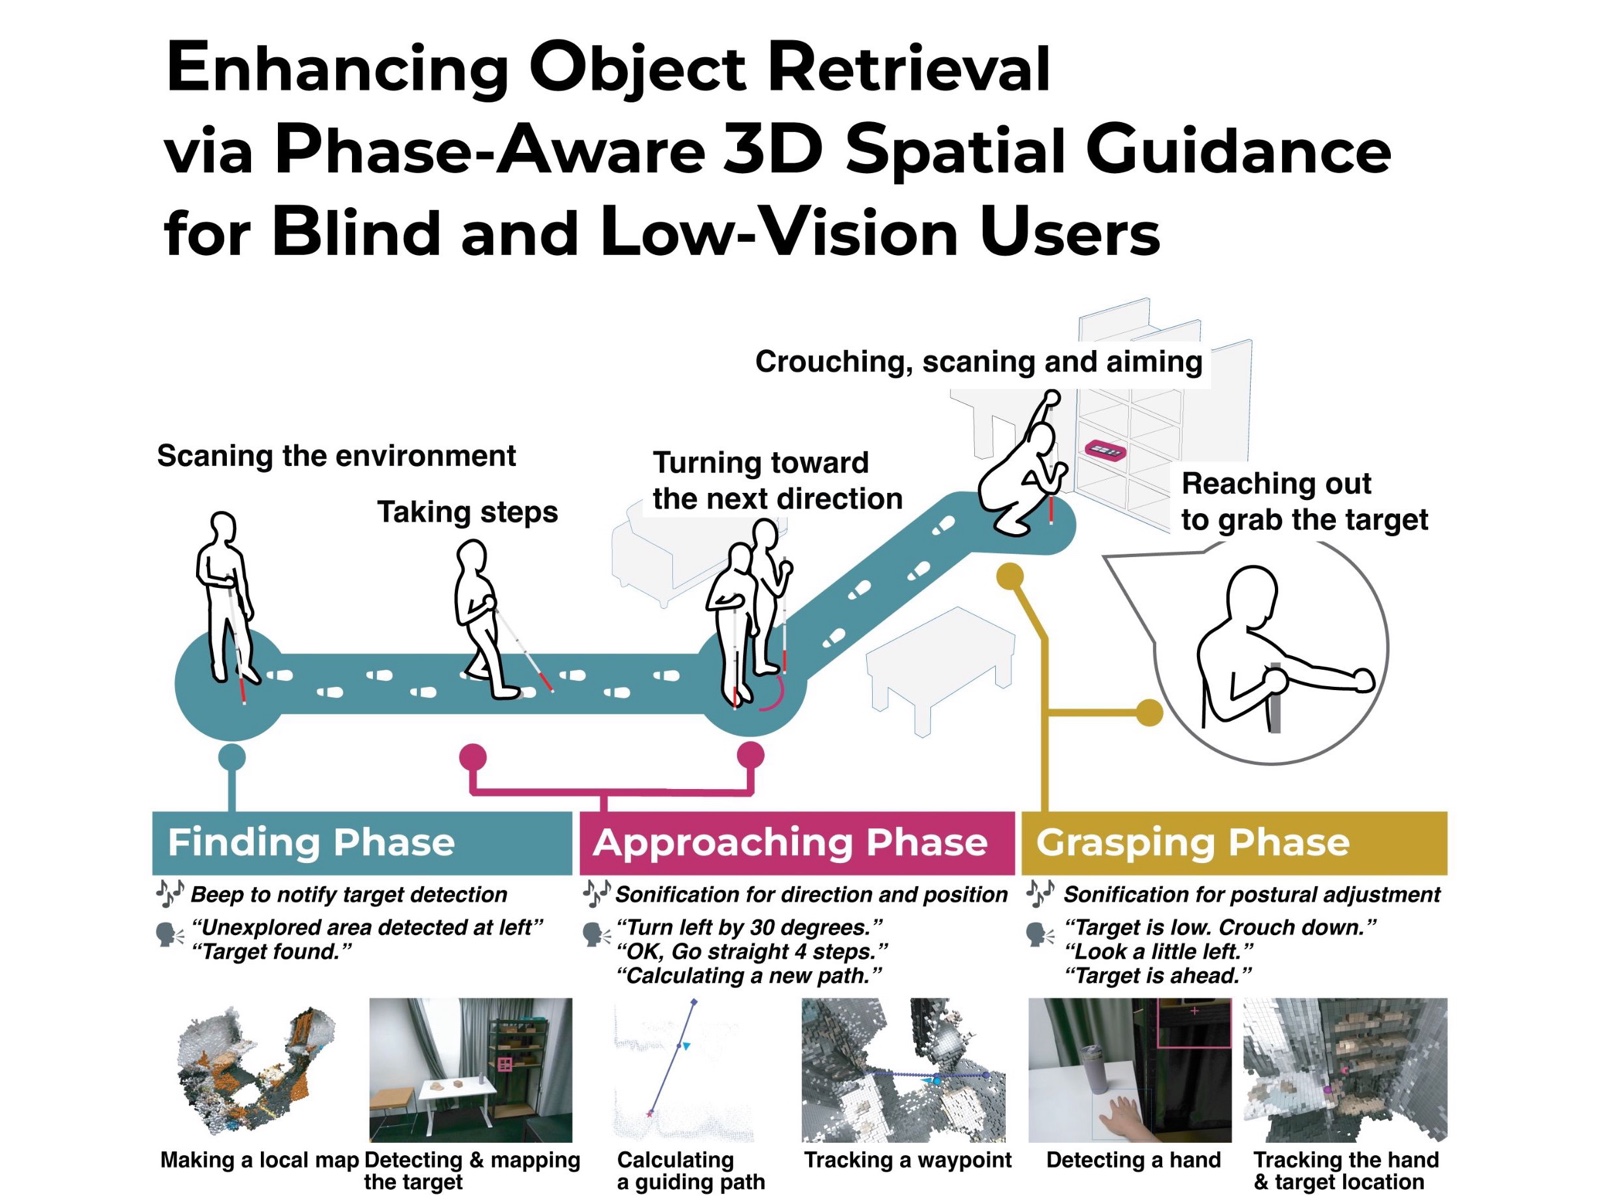 Enhancing Object Retrieval
via Phase-Aware 3D Spatial Guidance
for Blind and Low-Vision Users
Crouching, scaning and aiming
Scaning the environment
Taking steps
Turning toward
the next direction
Reaching out
to grab the target
Finding Phase
Beep to notify target detection
“Unexplored area detected at left”
“Target found.”
Approaching Phase
Sonification for direction and position
“Turn left by 30 degrees.”
“OK, Go straight 4 steps.”
“Calculating a new path.”
Grasping Phase
Sonification for postural adjustment
“Target is low. Crouch down.”
“Look a little left.”
“Target is ahead.”
Making a local map
Detecting & mapping
the target
Calculating
a guiding path
Tracking a waypoint
Detecting a hand
Tracking the hand
& target location